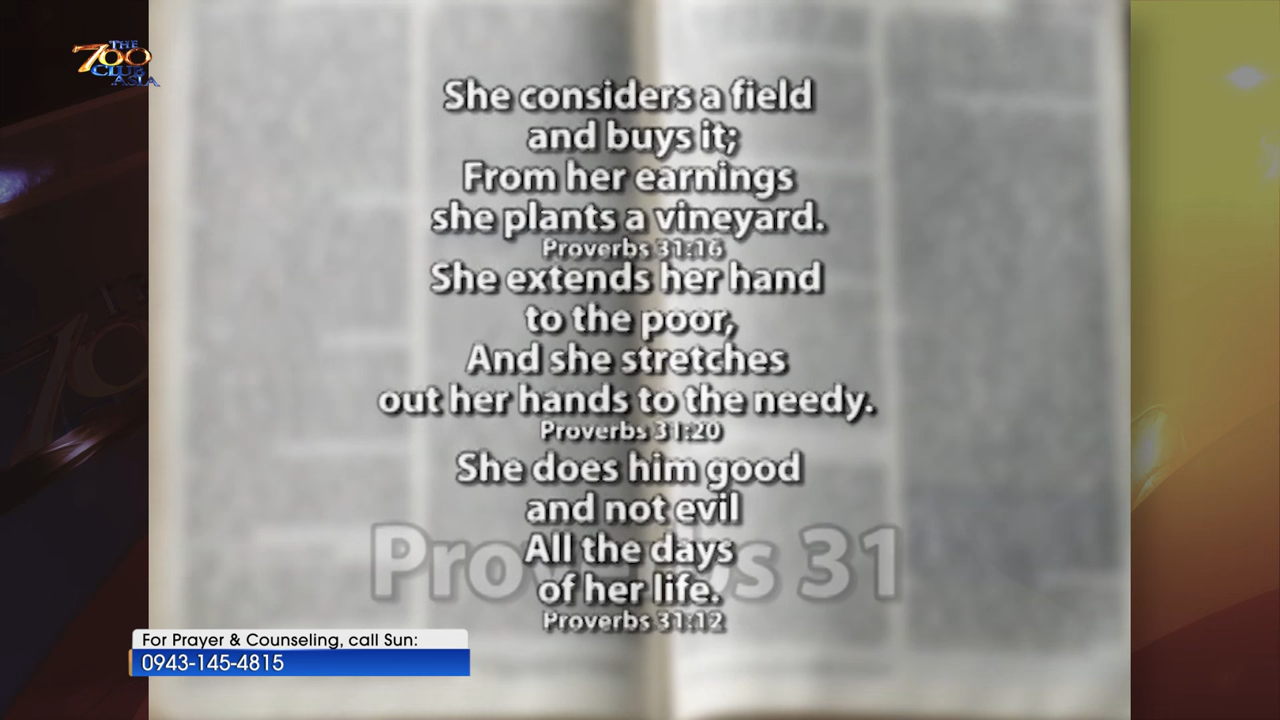 THE
700
CLUB
ASIA
She considers a field
and buys it;
From her earnings
she plants a vineyard.
Proverbs 31:16
She extends her hand
to the poor,
And she stretches
out her hands to the needy.
Proverbs 31:20
She does him good
and not evil
All the days
of her life.
Proverbs 31:12
Proverbs 31
For Prayer & Counseling, call Sun:
0943-145-4815